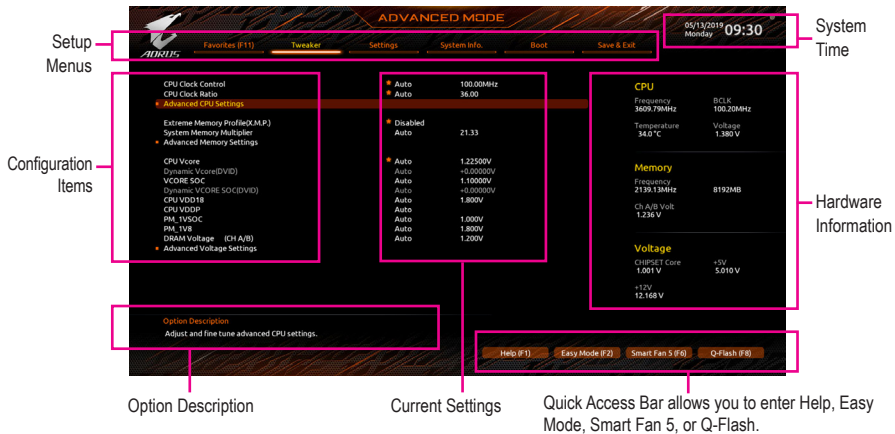 ADVANCED MODE
05/13/2019
Monday
09:30
System
Time
Setup
Menus
AORUS
Favorites (F11)
Tweaker
Settings
System Info.
Boot
Save & Exit
Configuration
Items
CPU Clock Control Auto 100.00MHz
CPU Clock Ratio Auto 36.00
Advanced CPU Settings
Extreme Memory Profile(X.M.P.) Disabled
System Memory Multiplier Auto 21.33
Advanced Memory Settings
CPU Vcore Auto 1.22500V
Dynamic Vcore(DVID) Auto +0.00000V
VCORE SOC Auto 1.10000V
Dynamic VCORE SOC(DVID) Auto +0.00000V
CPU VDD18 Auto 1.800V
CPU VDDP Auto
PM_1VSOC Auto 1.000V
PM_1V8 Auto 1.800V
DRAM Voltage (CH A/B) Auto 1.200V
Advanced Voltage Settings
CPU
Frequency BCLK
3609.79MHz 100.20MHz
Temperature Voltage
34.0 °C 1.380 V
Memory
Frequency
2139.13MHz 8192MB
Ch A/B Volt
1.236 V
Voltage
CHIPSET Core +5V
1.001 V 5.010 V
+12V
12.168 V
Hardware
Information
Option Description
Adjust and fine tune advanced CPU settings.
Help (F1)
Easy Mode (F2)
Smart Fan 5 (F6)
Q-Flash (F8)
Option Description
Current Settings
Quick Access Bar allows you to enter Help, Easy
Mode, Smart Fan 5, or Q-Flash.